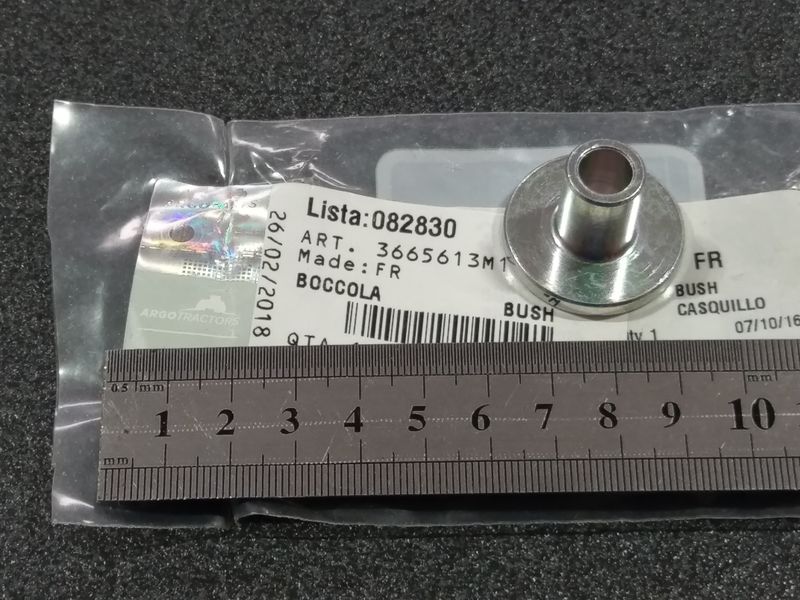 Lista:082830
ART. 3665613M1
Made:FR
BOCCOLA
BUSH
26/02/2018
ARGOTRACTORS
FR
BUSH
CASQUILLO
07/10/16
QTA
1
0.5 mm
mm
1 2 3 4 5 6 7 8 9 10
mm